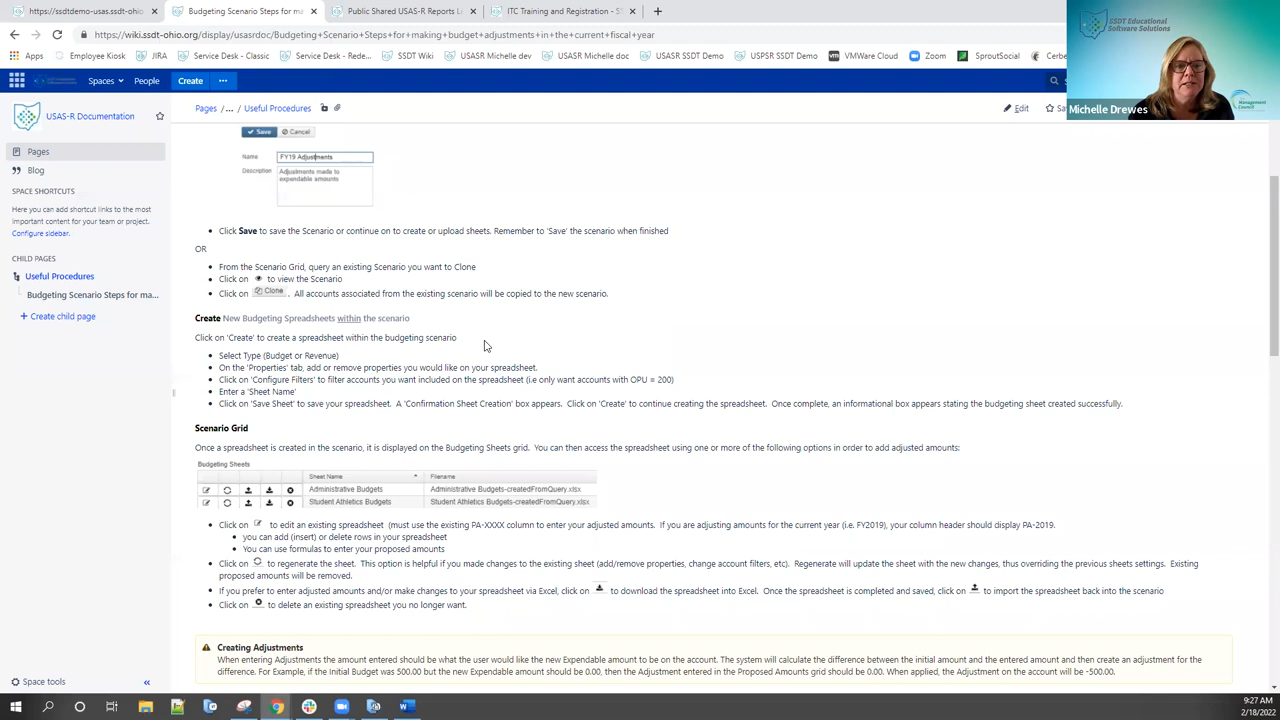 https://ssdtdemo-usas.ssdt-ohio
Budgeting Scenario Steps for ma
Public Shared USAS-R Reports L
ITC Training and Registration - SS
https://wiki.ssdt-ohio.org/display/usasrdoc/Budgeting+Scenario+Steps+for+making+budget+adjustments+in+the+current+fiscal+year
Apps
Employee Kiosk
JIRA
Service Desk - Classic
Service Desk - Rede...
SSDT Wiki
USASR Michelle dev
USASR Michelle doc
USASR SSDT Demo
USPSR SSDT Demo
VMWare Cloud
Zoom
SproutSocial
Cerbe
SSDT Educational
Software Solutions
Management
Council
Michelle Drewes
Spaces
People
Create
USAS-R Documentation
Pages
Blog
SPACE SHORTCUTS
Here you can add shortcut links to the most
important content for your team or project.
Configure sidebar.
CHILD PAGES
Useful Procedures
Budgeting Scenario Steps for ma...
+ Create child page
Space tools
Pages /... / Useful Procedures
Edit
Save
Cancel
Name
FY19 Adjustments
Description
Adjustments made to
expendable amounts
• Click Save to save the Scenario or continue on to create or upload sheets. Remember to 'Save' the scenario when finished
OR
• From the Scenario Grid, query an existing Scenario you want to Clone
• Click on to view the Scenario
• Click on Clone . All accounts associated from the existing scenario will be copied to the new scenario.
Create New Budgeting Spreadsheets within the scenario
Click on 'Create' to create a spreadsheet within the budgeting scenario
• Select Type (Budget or Revenue)
• On the 'Properties' tab, add or remove properties you would like on your spreadsheet.
• Click on 'Configure Filters' to filter accounts you want included on the spreadsheet (i.e only want accounts with OPU = 200)
• Enter a 'Sheet Name'
• Click on 'Save Sheet' to save your spreadsheet. A 'Confirmation Sheet Creation' box appears. Click on 'Create' to continue creating the spreadsheet. Once complete, an informational box appears stating the budgeting sheet created successfully.
Scenario Grid
Once a spreadsheet is created in the scenario, it is displayed on the Budgeting Sheets grid. You can then access the spreadsheet using one or more of the following options in order to add adjusted amounts:
Budgeting Sheets
Sheet Name Filename
Administrative Budgets Administrative Budgets-createdFromQuery.xlsx
Student Athletics Budgets Student Athletics Budgets-createdFromQuery.xlsx
• Click on to edit an existing spreadsheet (must use the existing PA-XXXX column to enter your adjusted amounts. If you are adjusting amounts for the current year (i.e. FY2019), your column header should display PA-2019.
• you can add (insert) or delete rows in your spreadsheet
• You can use formulas to enter your proposed amounts
• Click on to regenerate the sheet. This option is helpful if you made changes to the existing sheet (add/remove properties, change account filters, etc). Regenerate will update the sheet with the new changes, thus overriding the previous sheets settings. Existing
proposed amounts will be removed.
• If you prefer to enter adjusted amounts and/or make changes to your spreadsheet via Excel, click on to download the spreadsheet into Excel. Once the spreadsheet is completed and saved, click on to import the spreadsheet back into the scenario
• Click on to delete an existing spreadsheet you no longer want.
Creating Adjustments
When entering Adjustments the amount entered should be what the user would like the new Expendable amount to be on the account. The system will calculate the difference between the initial amount and the entered amount and then create an adjustment for the
difference. For Example, if the Initial Budget was 500.00 but the new Expendable amount should be 0.00, then the Adjustment entered in the Proposed Amounts grid should be 0.00. When applied, the Adjustment on the account will be -500.00.
9:27 AM
2/18/2022